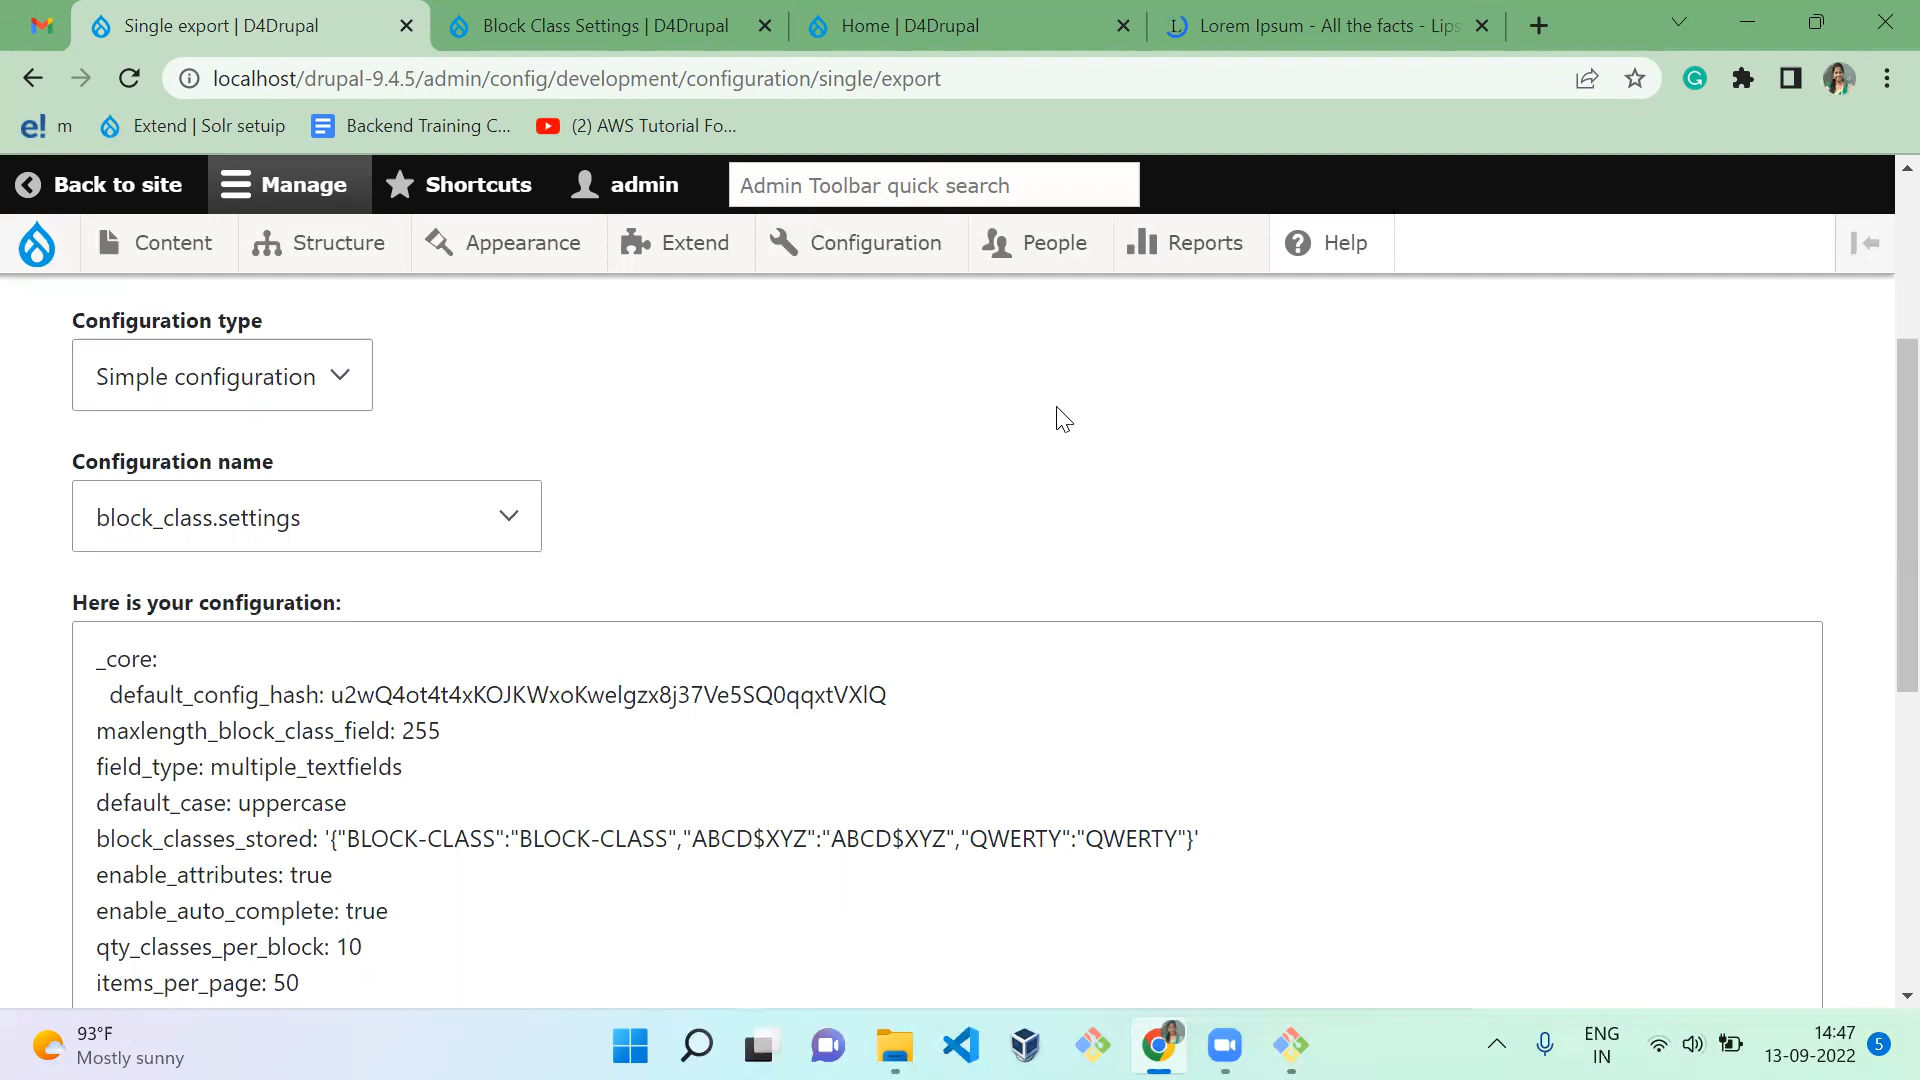 Single export | D4Drupal
Block Class Settings | D4Drupal
Home | D4Drupal
Lorem Ipsum - All the facts - Lips
localhost/drupal-9.4.5/admin/config/development/configuration/single/export
e! m
Extend | Solr setuip
Backend Training C...
(2) AWS Tutorial Fo...
Back to site
Manage
Shortcuts
admin
Admin Toolbar quick search
Content
Structure
Appearance
Extend
Configuration
People
Reports
Help
Configuration type
Simple configuration
Configuration name
block_class.settings
Here is your configuration:
_core:
default_config_hash: u2wQ4ot4t4xKOJKWxoKwelgzx8j37Ve5SQ0qqxtVXlQ
maxlength_block_class_field: 255
field_type: multiple_textfields
default_case: uppercase
block_classes_stored: '{"BLOCK-CLASS":"BLOCK-CLASS","ABCD$XYZ":"ABCD$XYZ","QWERTY":"QWERTY"}'
enable_attributes: true
enable_auto_complete: true
qty_classes_per_block: 10
items_per_page: 50
93°F
Mostly sunny
ENG
IN
14:47
13-09-2022
5